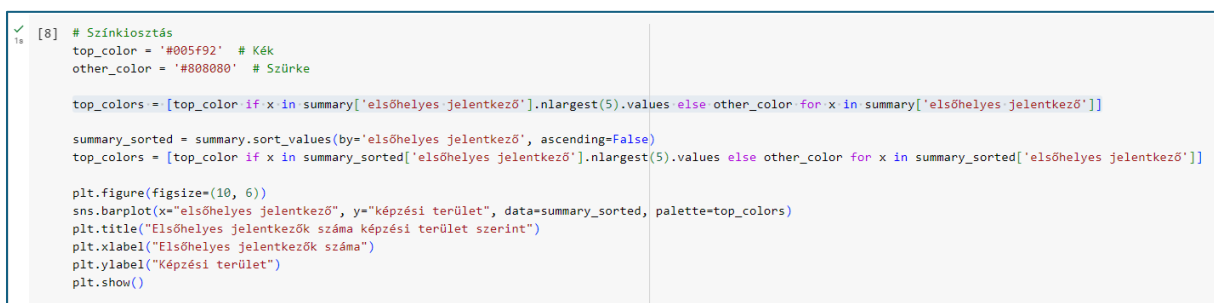 [8] # Színkiosztás
1s
top_color = '#005f92'  # Kék
other_color = '#808080'  # Szürke
top_colors = [top_color if x in summary['elsőhelyes jelentkező'].nlargest(5).values else other_color for x in summary['elsőhelyes jelentkező']]
summary_sorted = summary.sort_values(by='elsőhelyes jelentkező', ascending=False)
top_colors = [top_color if x in summary_sorted['elsőhelyes jelentkező'].nlargest(5).values else other_color for x in summary_sorted['elsőhelyes jelentkező']]
plt.figure(figsize=(10, 6))
sns.barplot(x="elsőhelyes jelentkező", y="képzési terület", data=summary_sorted, palette=top_colors)
plt.title("Elsőhelyes jelentkezők száma képzési terület szerint")
plt.xlabel("Elsőhelyes jelentkezők száma")
plt.ylabel("Képzési terület")
plt.show()